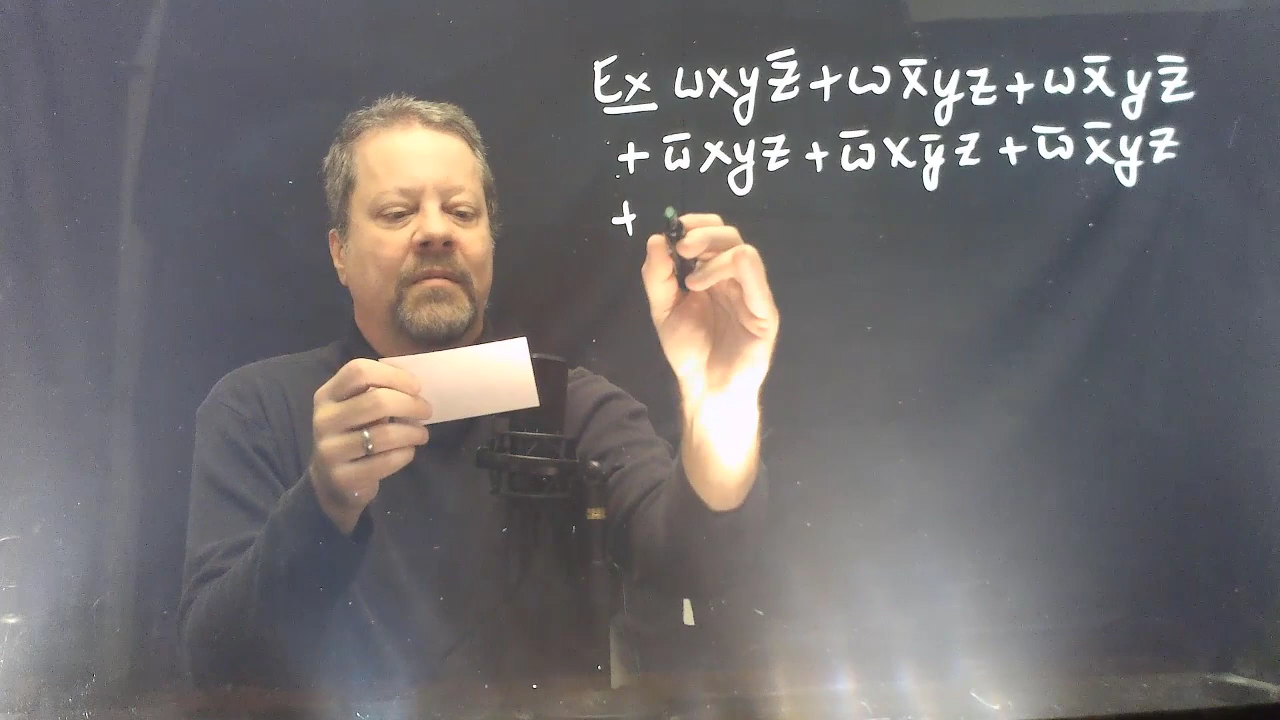 Ex wxyz̄ + wx̄yz + wx̄yz̄
+ w̄xyz + w̄xȳz + w̄x̄yz
+